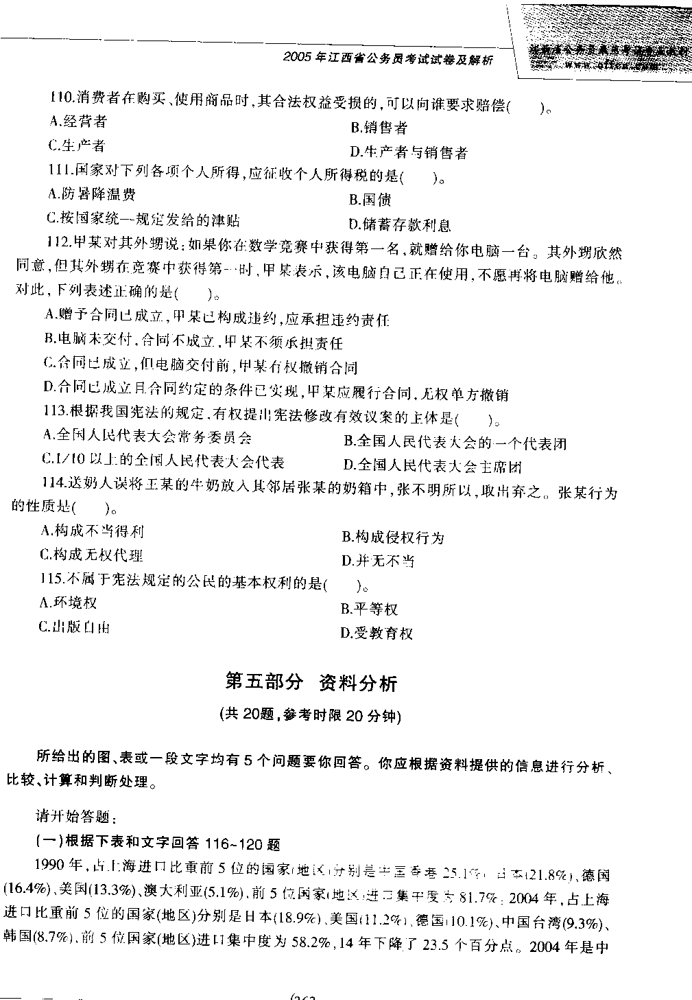 2005年江西省公务员考试试卷及解析
www.offcn.com
110.消费者在购买、使用商品时,其合法权益受损的,可以向谁要求赔偿(  )。
A.经营者
B.销售者
C.生产者
D.生产者与销售者
111.国家对下列各项个人所得,应征收个人所得税的是(  )。
A.防暑降温费
B.国债
C.按国家统一规定发给的津贴
D.储蓄存款利息
112.甲某对其外甥说:如果你在数学竞赛中获得第一名,就赠给你电脑一台。其外甥欣然
同意,但其外甥在竞赛中获得第一时,甲某表示,该电脑自己正在使用,不愿再将电脑赠给他。
对此,下列表述正确的是(  )。
A.赠予合同已成立,甲某已构成违约,应承担违约责任
B.电脑未交付,合同不成立,甲某不须承担责任
C.合同已成立,但电脑交付前,甲某有权撤销合同
D.合同已成立且合同约定的条件已实现,甲某应履行合同,无权单方撤销
113.根据我国宪法的规定,有权提出宪法修改有效议案的主体是(  )。
A.全国人民代表大会常务委员会
B.全国人民代表大会的一个代表团
C.1/10以上的全国人民代表大会代表
D.全国人民代表大会主席团
114.送奶人误将王某的牛奶放入其邻居张某的奶箱中,张不明所以,取出弃之。张某行为
的性质是(  )。
A.构成不当得利
B.构成侵权行为
C.构成无权代理
D.并无不当
115.不属于宪法规定的公民的基本权利的是(  )。
A.环境权
B.平等权
C.出版自由
D.受教育权
第五部分 资料分析
(共20题,参考时限20分钟)
所给出的图、表或一段文字均有5个问题要你回答。你应根据资料提供的信息进行分析、
比较、计算和判断处理。
请开始答题:
(一)根据下表和文字回答116~120题
1990年,占上海进口比重前5位的国家(地区)分别是中国香港(25.1%)、日本(21.8%)、德国
(16.4%)、美国(13.3%)、澳大利亚(5.1%),前5位国家(地区)进口集中度为81.7%;2004年,占上海
进口比重前5位的国家(地区)分别是日本(18.9%)、美国(11.2%)、德国(10.1%)、中国台湾(9.3%)、
韩国(8.7%),前5位国家(地区)进口集中度为58.2%,14年下降了23.5个百分点。2004年是中